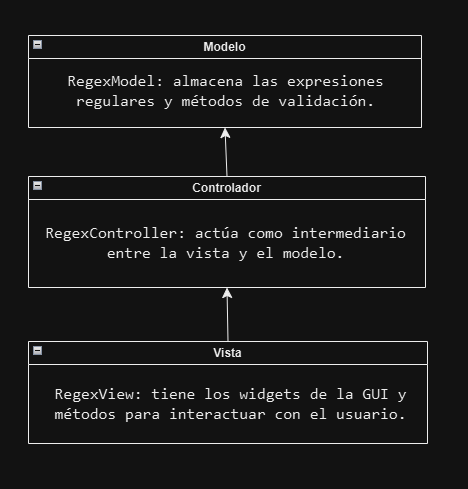 Modelo
RegexModel: almacena las expresiones
regulares y métodos de validación.
Controlador
RegexController: actúa como intermediario
entre la vista y el modelo.
Vista
RegexView: tiene los widgets de la GUI y
métodos para interactuar con el usuario.